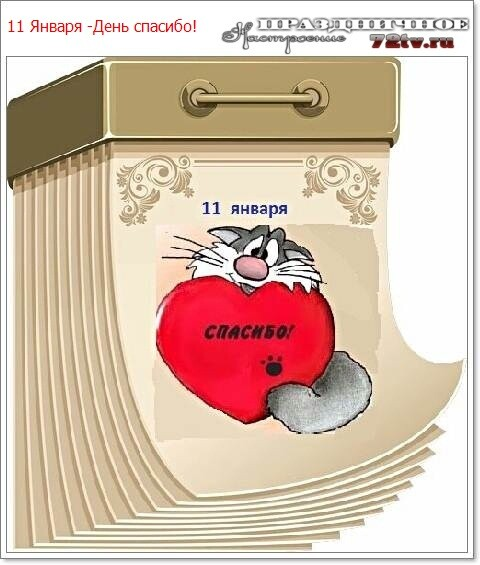 11 Января -День спасибо!
ПРАЗДНИЧНОЕ
Настроение
72tv.ru
11 января
СПАСИБО!